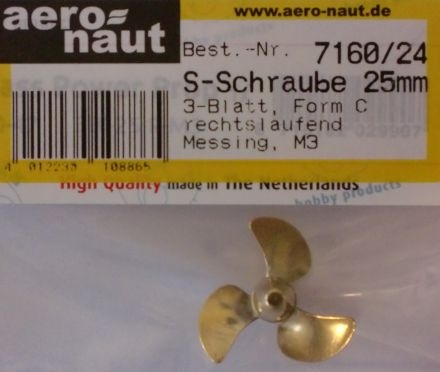 aero=
naut
www.aero-naut.de
Best.-Nr. 7160/24
S-Schraube 25mm
3-Blatt, Form C
rechtslaufend
Messing, M3
4 012230 108865
High Quality made in The Netherlands
hobby products